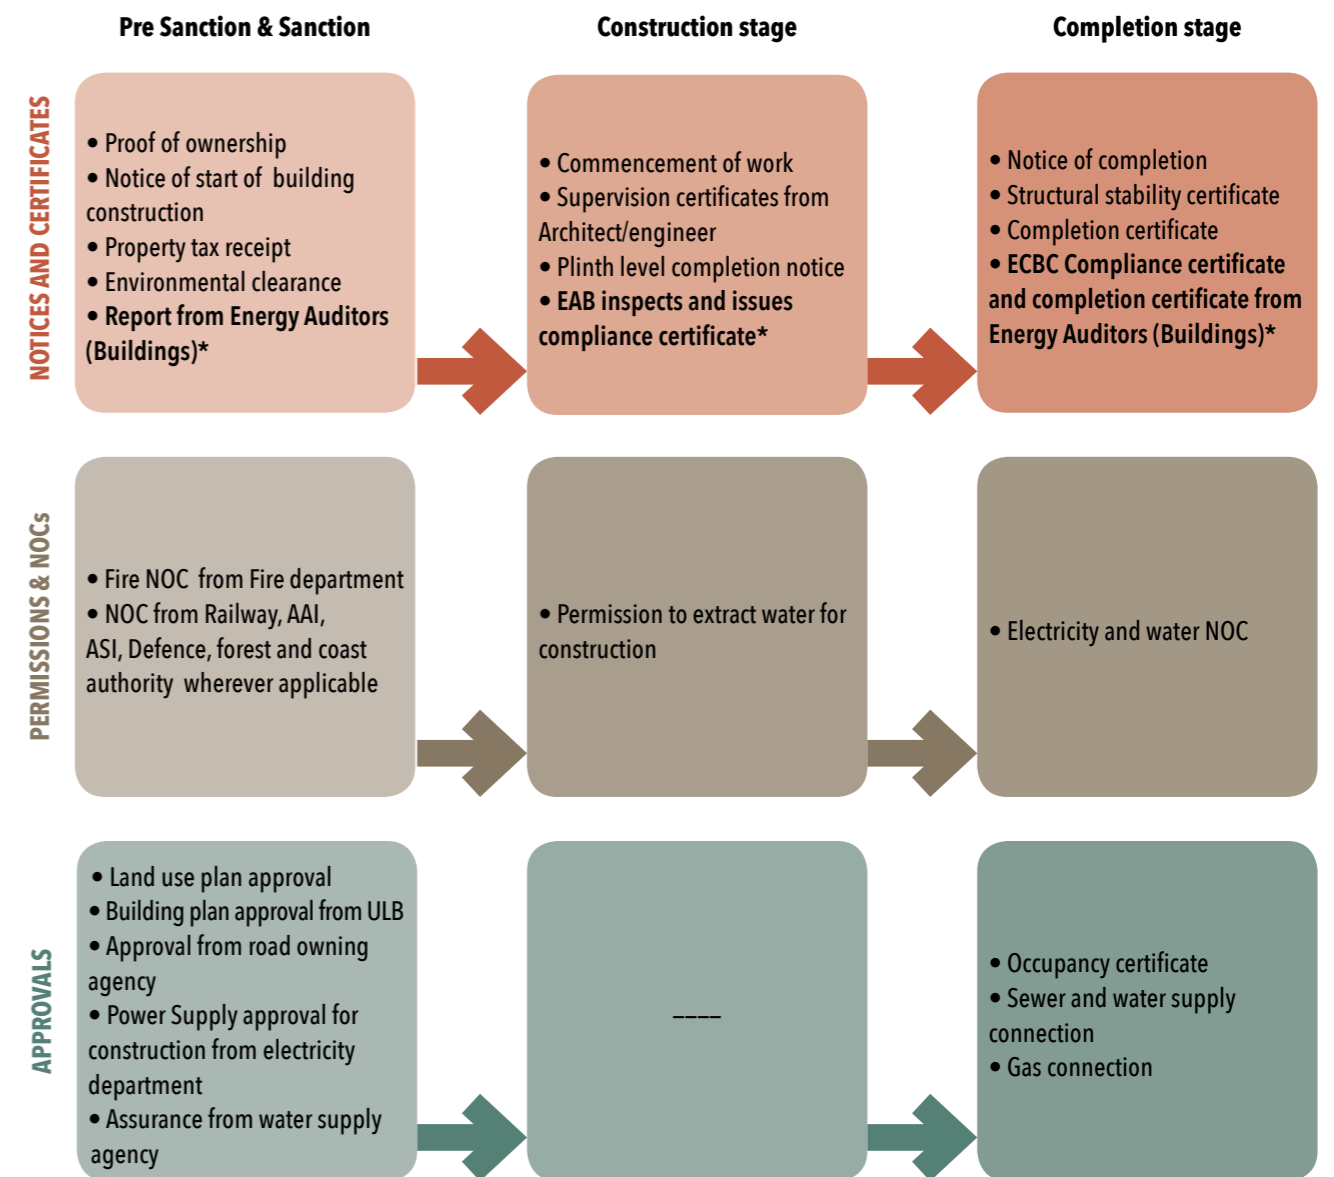 Pre Sanction & Sanction
Construction stage
Completion stage
NOTICES AND CERTIFICATES
• Proof of ownership
• Notice of start of building
construction
• Property tax receipt
• Environmental clearance
• Report from Energy Auditors
(Buildings)*
• Commencement of work
• Supervision certificates from
Architect/engineer
• Plinth level completion notice
• EAB inspects and issues
compliance certificate*
• Notice of completion
• Structural stability certificate
• Completion certificate
• ECBC Compliance certificate
and completion certificate from
Energy Auditors (Buildings)*
PERMISSIONS & NOCs
• Fire NOC from Fire department
• NOC from Railway, AAI,
ASI, Defence, forest and coast
authority wherever applicable
• Permission to extract water for
construction
• Electricity and water NOC
APPROVALS
• Land use plan approval
• Building plan approval from ULB
• Approval from road owning
agency
• Power Supply approval for
construction from electricity
department
• Assurance from water supply
agency
––––
• Occupancy certificate
• Sewer and water supply
connection
• Gas connection